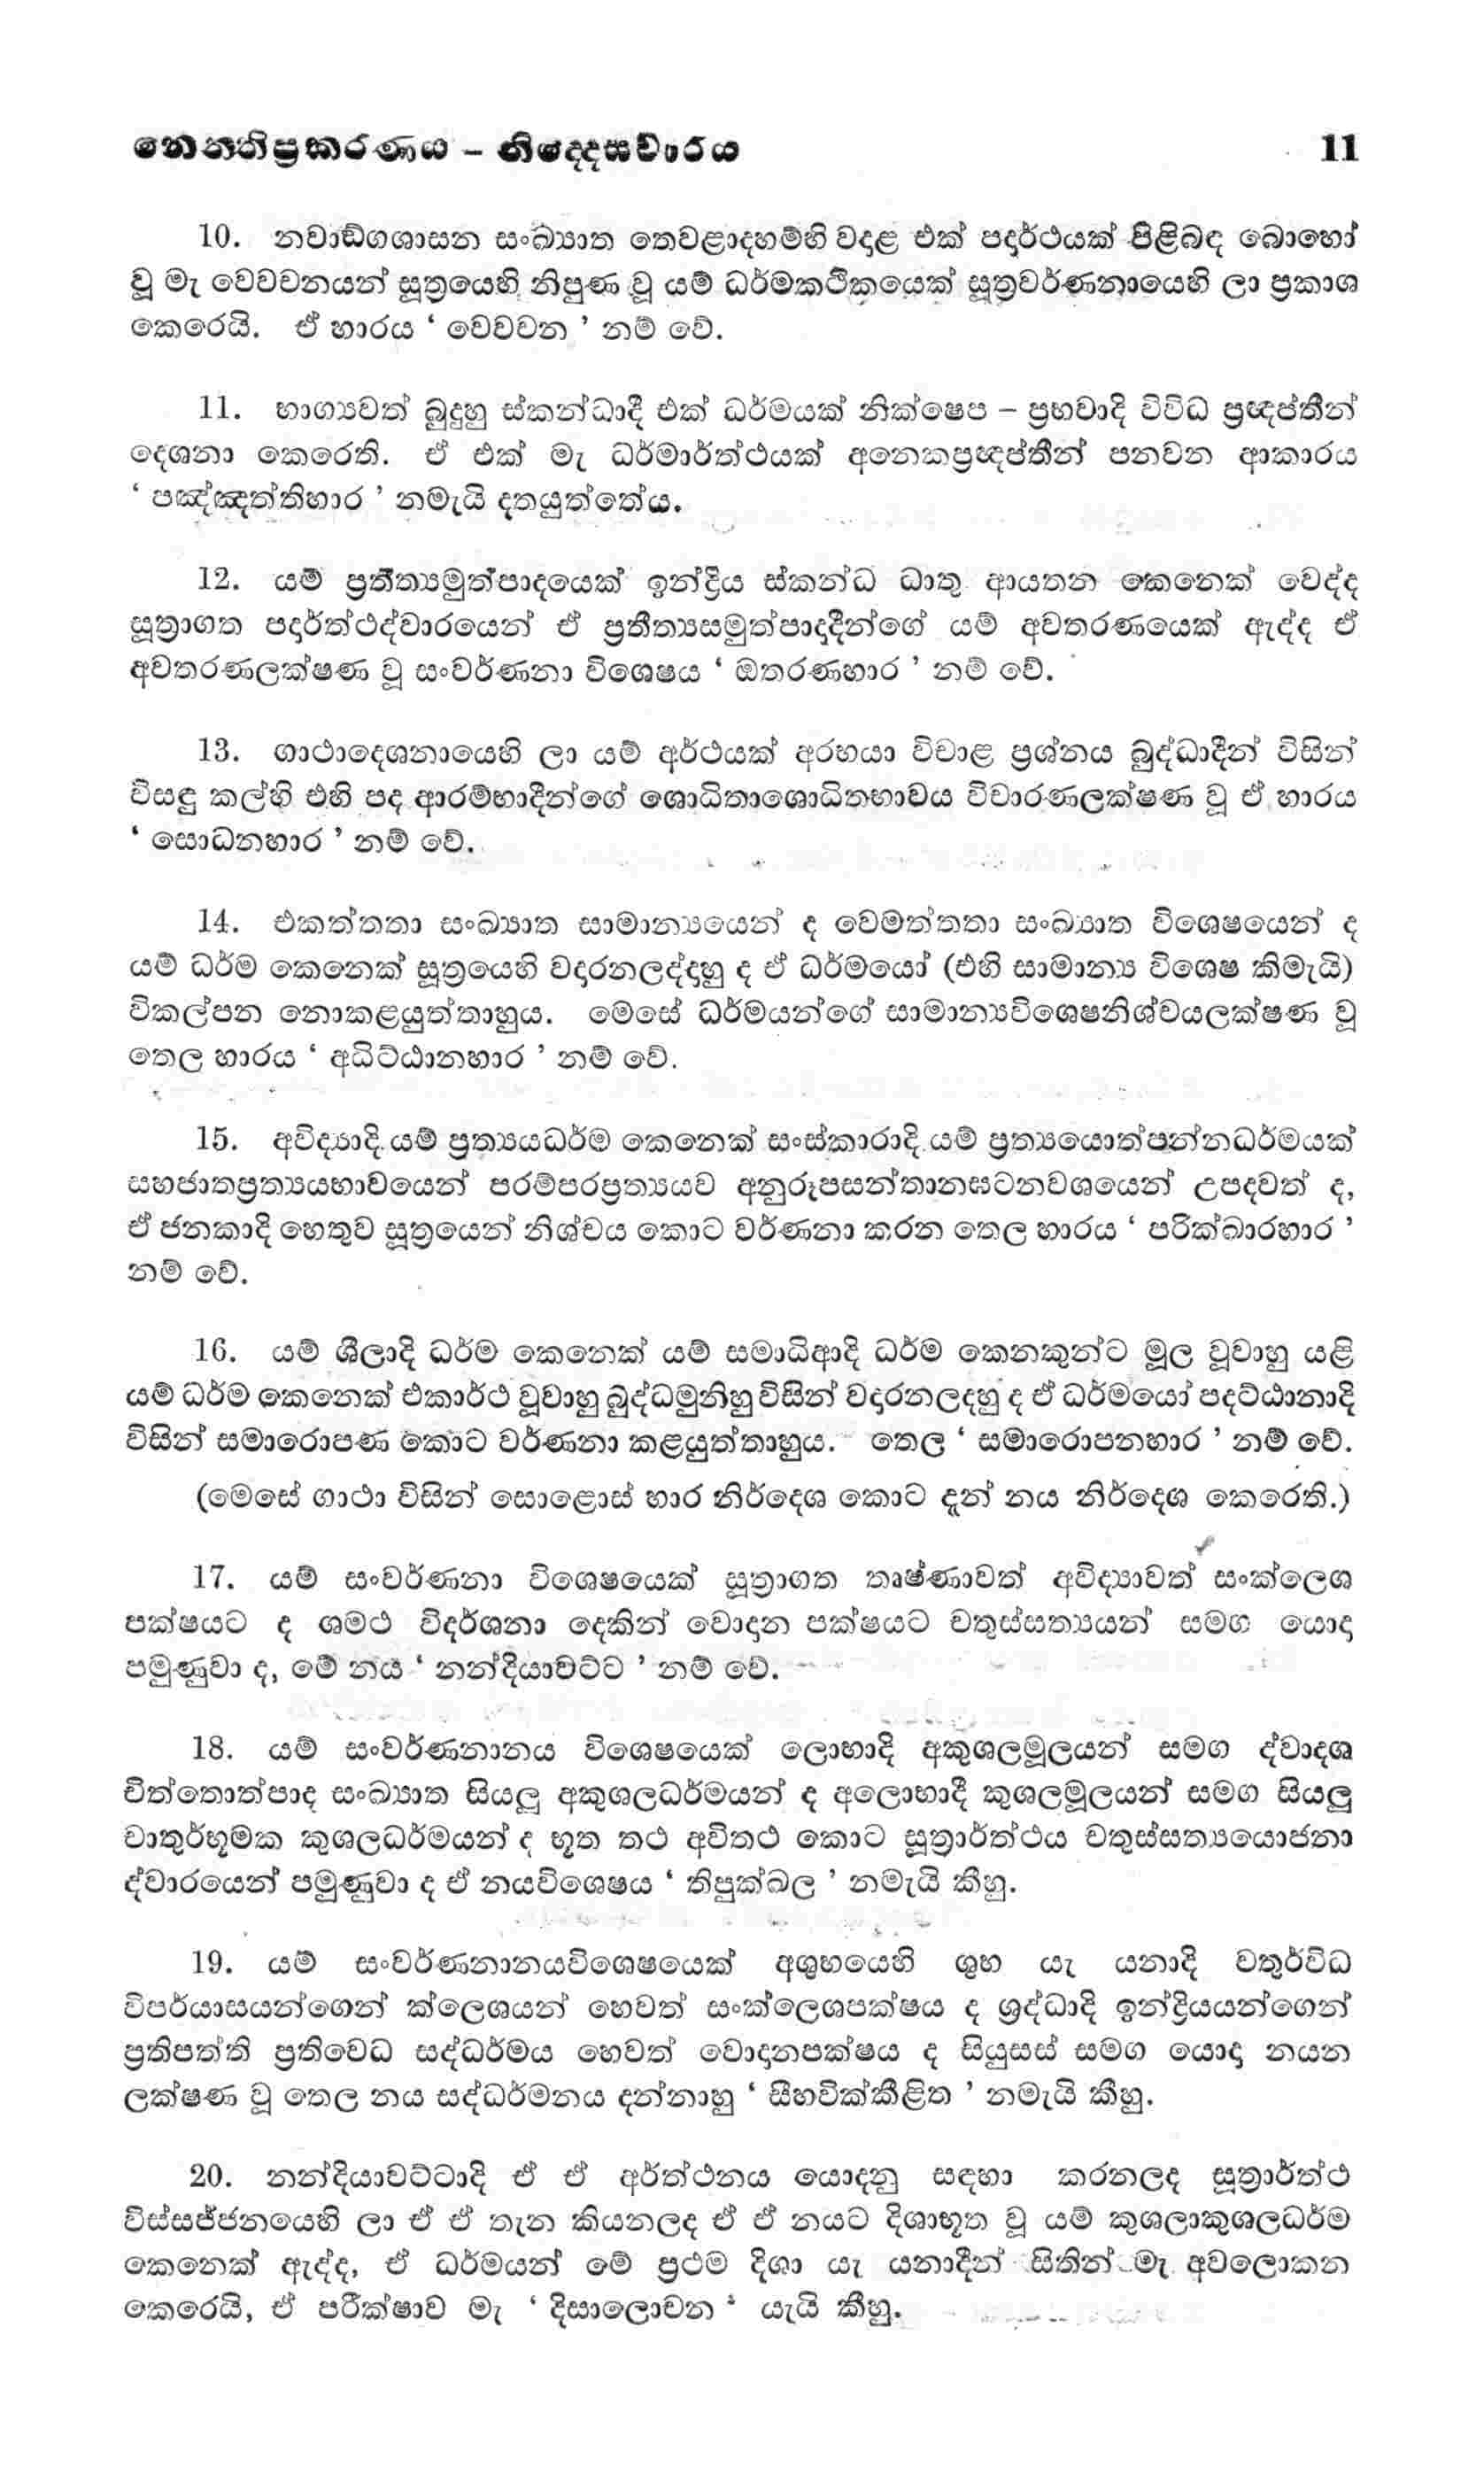 නෙත්තිප්‍රකරණය – නිද්දෙසවාරය 11
10. නවාඞ්ගශාසන සංඛ්‍යාත තෙවළාදහම්හි වදාළ එක් පදාර්ථයක් පිළිබඳ බොහෝ
වූ මැ වෙවචනයන් සූත්‍රයෙහි නිපුණ වූ යම් ධර්මකථිකයෙක් සූත්‍රවර්ණනායෙහි ලා ප්‍රකාශ
කෙරෙයි. ඒ හාරය ‘ වෙවචන ’ නම් වේ.
11. භාග්‍යවත් බුදුහු ස්කන්ධාදී එක් ධර්මයක් නික්ෂෙප – ප්‍රභවාදි විවිධ ප්‍රඥප්තීන්
දෙශනා කෙරෙති. ඒ එක් මැ ධර්මාර්ත්ථයක් අනෙකප්‍රඥප්තීන් පනවන ආකාරය
‘ පඤ්ඤත්තිහාර ’ නමැයි දතයුත්තේය.
12. යම් ප්‍රතීත්‍යමුත්පාදයෙක් ඉන්ද්‍රිය ස්කන්ධ ධාතු ආයතන කෙනෙක් වෙද්ද
සූත්‍රාගත පදාර්ත්ථද්වාරයෙන් ඒ ප්‍රතීත්‍යසමුත්පාදාදීන්ගේ යම් අවතරණයෙක් ඇද්ද ඒ
අවතරණලක්ෂණ වූ සංවර්ණනා විශෙෂය ‘ ඔතරණහාර ’ නම් වේ.
13. ගාථාදෙශනායෙහි ලා යම් අර්ථයක් අරභයා විචාළ ප්‍රශ්නය බුද්ධාදීන් විසින්
විසඳූ කල්හි එහි පද ආරම්භාදීන්ගේ ශොධිතාශොධිතභාවය විචාරණලක්ෂණ වූ ඒ හාරය
‘ සොධනහාර ’ නම් වේ.
14. එකත්තතා සංඛ්‍යාත සාමාන්‍යයෙන් ද වෙමත්තතා සංඛ්‍යාත විශෙෂයෙන් ද
යම් ධර්ම කෙනෙක් සූත්‍රයෙහි වදාරනලද්දාහු ද ඒ ධර්මයෝ (එහි සාමාන්‍ය විශෙෂ කිමැයි)
විකල්පන නොකළයුත්තාහුය. මෙසේ ධර්මයන්ගේ සාමාන්‍යවිශෙෂනිශ්චයලක්ෂණ වූ
තෙල හාරය ‘ අධිට්ඨානහාර ’ නම් වේ.
15. අවිද්‍යාදි යම් ප්‍රත්‍යයධර්ම කෙනෙක් සංස්කාරාදි යම් ප්‍රත්‍යයොත්පන්නධර්මයක්
සහජාතප්‍රත්‍යයභාවයෙන් පරම්පරප්‍රත්‍යයව අනුරූපසන්තානඝටනවශයෙන් උපදවත් ද,
ඒ ජනකාදි හෙතුව සූත්‍රයෙන් නිශ්චය කොට වර්ණනා කරන තෙල හාරය ‘ පරික්ඛාරහාර ’
නම් වේ.
16. යම් ශීලාදි ධර්ම කෙනෙක් යම් සමාධිආදි ධර්ම කෙනකුන්ට මූල වූවාහු යළි
යම් ධර්ම කෙනෙක් එකාර්ථ වූවාහු බුද්ධමුනිහු විසින් වදාරනලදහු ද ඒ ධර්මයෝ පදට්ඨානාදි
විසින් සමාරොපණ කොට වර්ණනා කළයුත්තාහුය. තෙල ‘ සමාරොපනහාර ’ නම් වේ.
(මෙසේ ගාථා විසින් සොළොස් හාර නිර්දෙශ කොට දැන් නය නිර්දෙශ කෙරෙති.)
17. යම් සංවර්ණනා විශෙෂයෙක් සූත්‍රාගත තෘෂ්ණාවත් අවිද්‍යාවත් සංක්ලෙශ
පක්ෂයට ද ශමථ විදර්ශනා දෙකින් වොදාන පක්ෂයට චතුස්සත්‍යයන් සමග යොදා
පමුණුවා ද, මේ නය ‘ නන්දියාවට්ට ’ නම් වේ.
18. යම් සංවර්ණනානය විශෙෂයෙක් ලොභාදි අකුශලමූලයන් සමග ද්වාදශ
චිත්තොත්පාද සංඛ්‍යාත සියලු අකුශලධර්මයන් ද අලොභාදී කුශලමූලයන් සමග සියලු
චාතුර්භූමක කුශලධර්මයන් ද භූත තථ අවිතථ කොට සූත්‍රාර්ත්ථය චතුස්සත්‍යයොජනා
ද්වාරයෙන් පමුණුවා ද ඒ නයවිශෙෂය ‘ තිපුක්ඛල ’ නමැයි කීහු.
19. යම් සංවර්ණනානයවිශෙෂයෙක් අශුභයෙහි ශුභ යැ යනාදි චතුර්විධ
විපර්යාසයන්ගෙන් ක්ලෙශයන් හෙවත් සංක්ලෙශපක්ෂය ද ශ්‍රද්ධාදි ඉන්ද්‍රියයන්ගෙන්
ප්‍රතිපත්ති ප්‍රතිවෙධ සද්ධර්මය හෙවත් වොදානපක්ෂය ද සියුසස් සමග යොදා නයන
ලක්ෂණ වූ තෙල නය සද්ධර්මනය දන්නාහු ‘ සීහවික්කීළිත ’ නමැයි කීහු.
20. නන්දියාවට්ටාදි ඒ ඒ අර්ත්ථනය යොදනු සඳහා කරනලද සූත්‍රාර්ත්ථ
විස්සජ්ජනයෙහි ලා ඒ ඒ තැන කියනලද ඒ ඒ නයට දිශාභූත වූ යම් කුශලාකුශලධර්ම
කෙනෙක් ඇද්ද, ඒ ධර්මයන් මේ ප්‍රථම දිශා යැ යනාදීන් සිතින් මැ අවලොකන
කෙරෙයි, ඒ පරීක්ෂාව මැ ‘ දිසාලොචන ‘ යැයි කීහු.